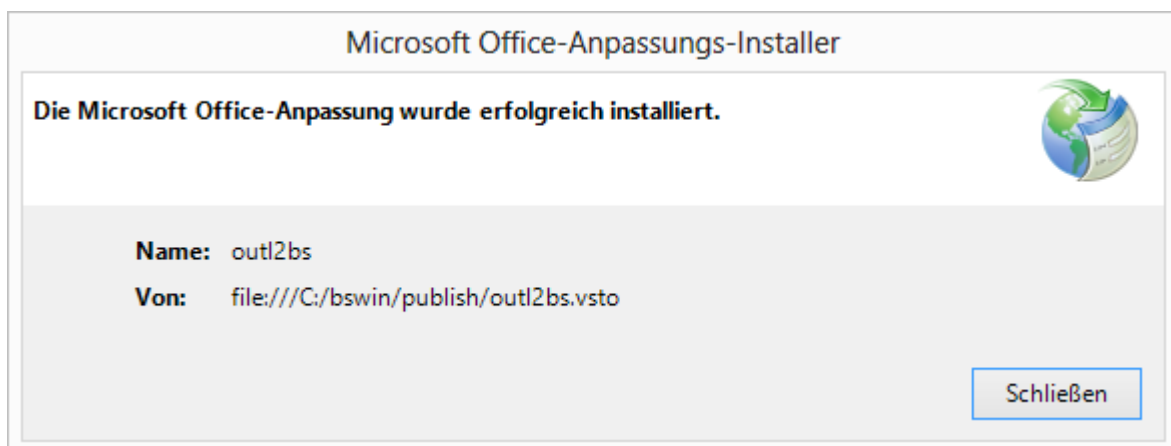 Microsoft Office-Anpassungs-Installer
Die Microsoft Office-Anpassung wurde erfolgreich installiert.
Name: outl2bs
Von: file:///C:/bswin/publish/outl2bs.vsto
Schließen